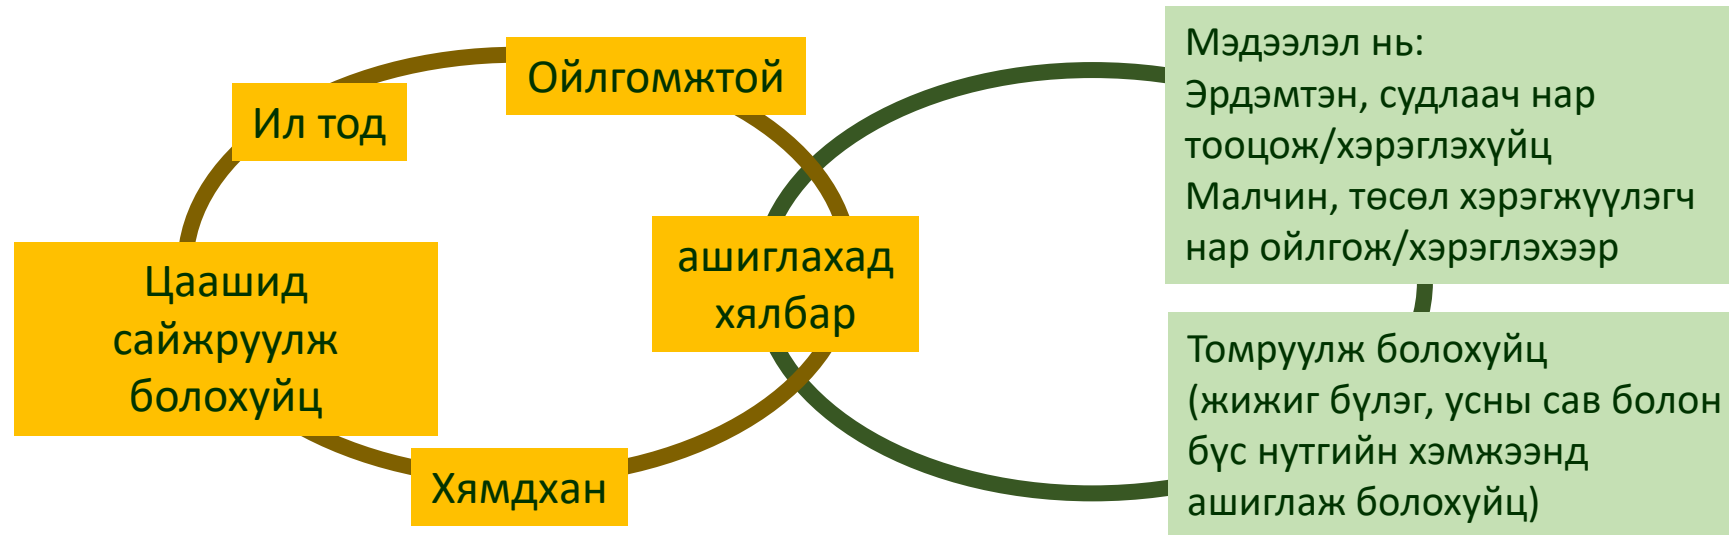 Ойлгомжтой
Ил тод
Цаашид
сайжруулж
болохуйц
Хямдхан
ашиглахад
хялбар
Мэдээлэл нь:
Эрдэмтэн, судлаач нар
тооцож/хэрэглэхүйц
Малчин, төсөл хэрэгжүүлэгч
нар ойлгож/хэрэглэхээр
Томруулж болохуйц
(жижиг бүлэг, усны сав болон
бүс нутгийн хэмжээнд
ашиглаж болохуйц)